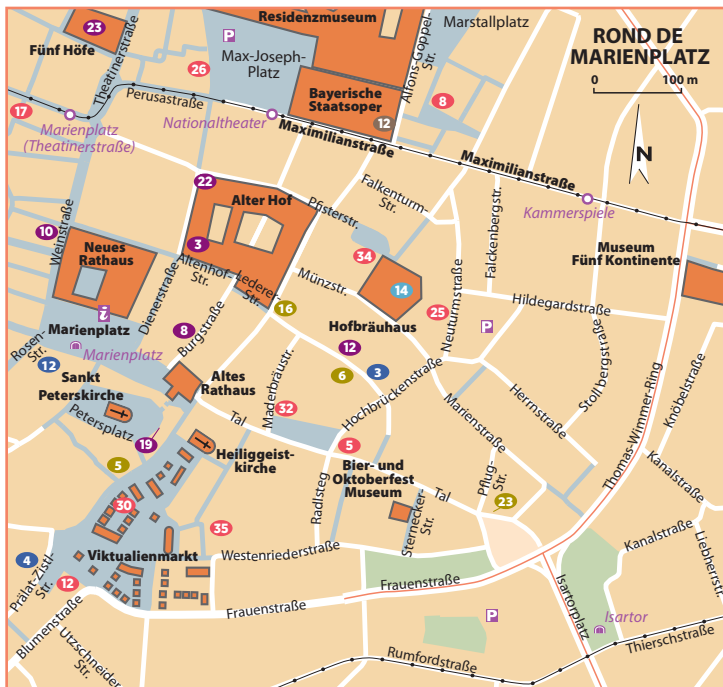 ROND DE
MARIENPLATZ
0 100 m
N
23
Fünf Höfe
Theatinerstraße
P
Residenzmuseum
Max-Joseph-
Platz
Marstallplatz
Alfons-Goppel-
Str.
26
Bayerische
Staatsoper
12
8
17
Perusastraße
Marienplatz
(Theatinerstraße)
Nationaltheater
Maximilianstraße
Maximilianstraße
Kammerspiele
22
Alter Hof
Pfisterstr.
Falkenturm-
Str.
Falckenbergstr.
10
Weinstraße
Neues
Rathaus
3
Altenhof-
Str.
Lederer-
Str.
34
14
Museum
Fünf Kontinente
Münzstr.
16
Hofbräuhaus
25
Neuturmstraße
P
Hildegardstraße
i
Marienplatz
Dienerstraße
8
Burgstraße
Rosen-
Str.
12
Marienplatz
12
6
3
Stollbergstraße
Thomas-Wimmer-Ring
Knöbelstraße
Sankt
Peterskirche
Altes
Rathaus
Maderbräustr.
Hochbrückenstraße
Herrnstraße
Petersplatz
19
Tal
32
Marienstraße
5
Heiliggeist-
kirche
5
Bier- und
Oktoberfest
Museum
Tal
Pflug-
Str.
23
Kanalstraße
30
35
Radlsteg
Sternecker-
Str.
4
Viktualienmarkt
Westenriederstraße
Kanalstraße
Liebherrstr.
Prälat-Zistl-
Str.
12
Frauenstraße
Frauenstraße
Isartorplatz
Blumenstraße
Utzschneider
Str.
P
Isartor
Rumfordstraße
Thierschstraße